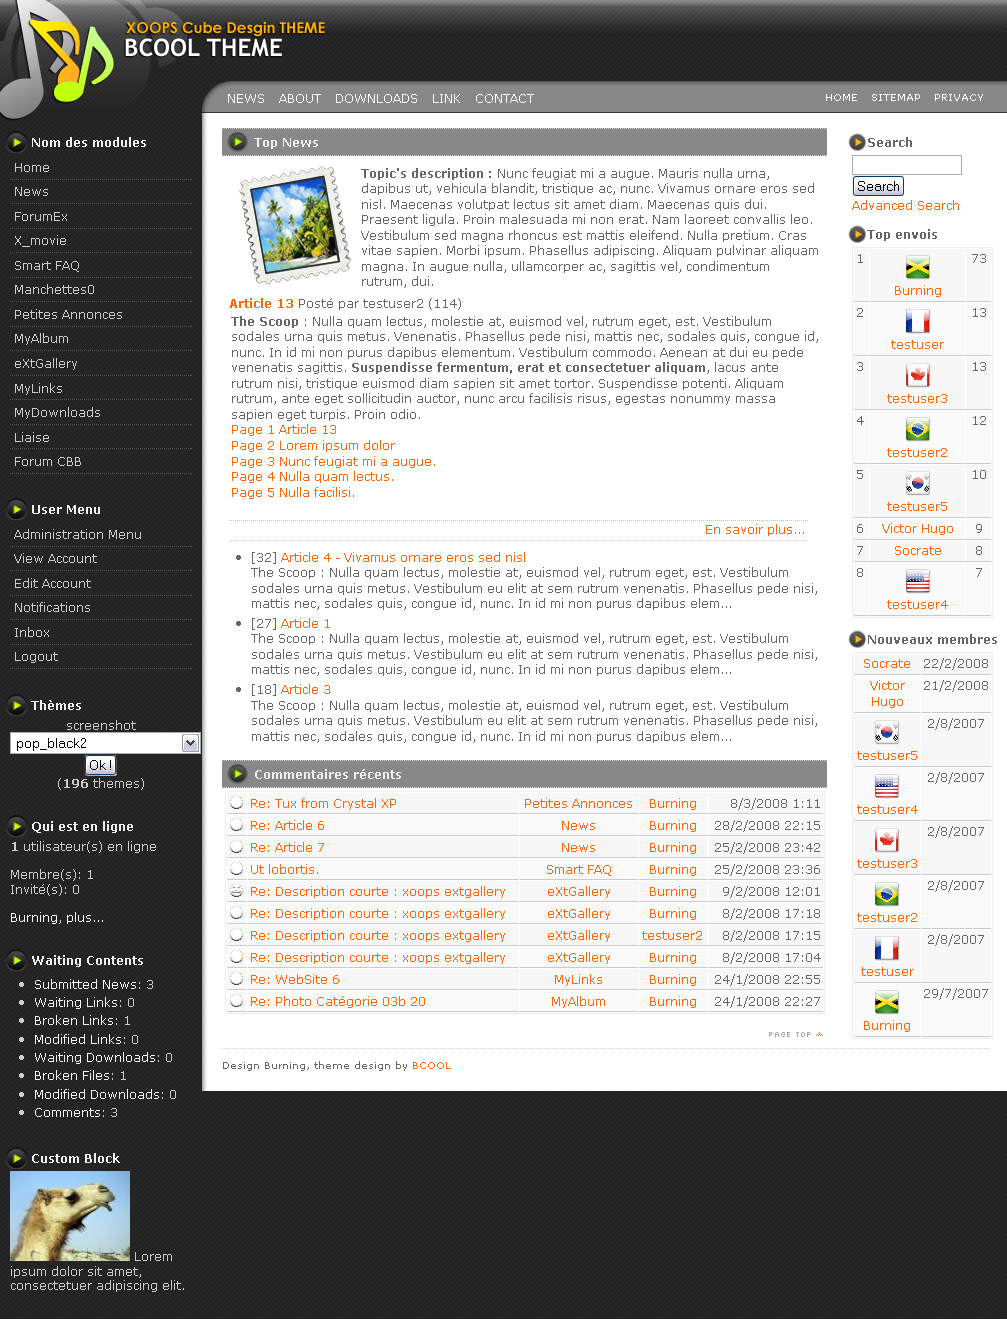 XOOPS Cube Desgin THEME
BCOOL THEME
NEWS ABOUT DOWNLOADS LINK CONTACT
HOME SITEMAP PRIVACY
Nom des modules
Home
News
ForumEx
X_movie
Smart FAQ
Manchettes0
Petites Annonces
MyAlbum
eXtGallery
MyLinks
MyDownloads
Liaise
Forum CBB
User Menu
Administration Menu
View Account
Edit Account
Notifications
Inbox
Logout
Thèmes
screenshot
pop_black2
Ok!
(196 themes)
Qui est en ligne
1 utilisateur(s) en ligne
Membre(s): 1
Invité(s): 0
Burning, plus...
Waiting Contents
Submitted News: 3
Waiting Links: 0
Broken Links: 1
Modified Links: 0
Waiting Downloads: 0
Broken Files: 1
Modified Downloads: 0
Comments: 3
Custom Block
Lorem
ipsum dolor sit amet,
consectetuer adipiscing elit.
Top News
Topic's description : Nunc feugiat mi a augue. Mauris nulla urna,
dapibus ut, vehicula blandit, tristique ac, nunc. Vivamus ornare eros sed
nisl. Maecenas volutpat lectus sit amet diam. Maecenas quis dui.
Praesent ligula. Proin malesuada mi non erat. Nam laoreet convallis leo.
Vestibulum sed magna rhoncus est mattis eleifend. Nulla pretium. Cras
vitae sapien. Morbi ipsum. Phasellus adipiscing. Aliquam pulvinar aliquam
magna. In augue nulla, ullamcorper ac, sagittis vel, condimentum
rutrum, dui.
Article 13 Posté par testuser2 (114)
The Scoop : Nulla quam lectus, molestie at, euismod vel, rutrum eget, est. Vestibulum
sodales urna quis metus. Venenatis. Phasellus pede nisi, mattis nec, sodales quis, congue id,
nunc. In id mi non purus dapibus elementum. Vestibulum commodo. Aenean at dui eu pede
venenatis sagittis. Suspendisse fermentum, erat et consectetuer aliquam, lacus ante
rutrum nisi, tristique euismod diam sapien sit amet tortor. Suspendisse potenti. Aliquam
rutrum, ante eget sollicitudin auctor, nunc arcu facilisis risus, egestas nonummy massa
sapien eget turpis. Proin odio.
Page 1 Article 13
Page 2 Lorem ipsum dolor
Page 3 Nunc feugiat mi a augue.
Page 4 Nulla quam lectus.
Page 5 Nulla facilisi.
En savoir plus...
[32] Article 4 - Vivamus ornare eros sed nisl
The Scoop : Nulla quam lectus, molestie at, euismod vel, rutrum eget, est. Vestibulum
sodales urna quis metus. Vestibulum eu elit at sem rutrum venenatis. Phasellus pede nisi,
mattis nec, sodales quis, congue id, nunc. In id mi non purus dapibus elem...
[27] Article 1
The Scoop : Nulla quam lectus, molestie at, euismod vel, rutrum eget, est. Vestibulum
sodales urna quis metus. Vestibulum eu elit at sem rutrum venenatis. Phasellus pede nisi,
mattis nec, sodales quis, congue id, nunc. In id mi non purus dapibus elem...
[18] Article 3
The Scoop : Nulla quam lectus, molestie at, euismod vel, rutrum eget, est. Vestibulum
sodales urna quis metus. Vestibulum eu elit at sem rutrum venenatis. Phasellus pede nisi,
mattis nec, sodales quis, congue id, nunc. In id mi non purus dapibus elem...
Commentaires récents
Re: Tux from Crystal XP Petites Annonces Burning 8/3/2008 1:11
Re: Article 6 News Burning 28/2/2008 22:15
Re: Article 7 News Burning 25/2/2008 23:42
Ut lobortis. Smart FAQ Burning 25/2/2008 23:36
Re: Description courte : xoops extgallery eXtGallery Burning 9/2/2008 12:01
Re: Description courte : xoops extgallery eXtGallery Burning 8/2/2008 17:18
Re: Description courte : xoops extgallery eXtGallery testuser2 8/2/2008 17:15
Re: Description courte : xoops extgallery eXtGallery Burning 8/2/2008 17:04
Re: WebSite 6 MyLinks Burning 24/1/2008 22:55
Re: Photo Catégorie 03b 20 MyAlbum Burning 24/1/2008 22:27
PAGE TOP
Design Burning, theme design by BCOOL
Search
Search
Advanced Search
Top envois
1 73
Burning
2 13
testuser
3 13
testuser3
4 12
testuser2
5 10
testuser5
6 Victor Hugo 9
7 Socrate 8
8 7
testuser4
Nouveaux membres
Socrate 22/2/2008
Victor 21/2/2008
Hugo
2/8/2007
testuser5
2/8/2007
testuser4
2/8/2007
testuser3
2/8/2007
testuser2
2/8/2007
testuser
29/7/2007
Burning